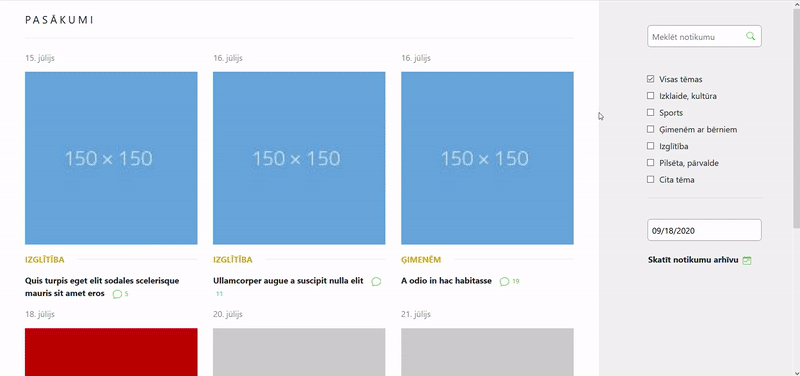 PASĀKUMI
15. jūlijs
16. jūlijs
16. jūlijs
150 × 150
150 × 150
150 × 150
IZGLĪTĪBA
IZGLĪTĪBA
ĢIMENĒM
Quis turpis eget elit sodales scelerisque
mauris sit amet eros 5
Ullamcorper augue a suscipit nulla elit
11
A odio in hac habitasse 19
18. jūlijs
20. jūlijs
21. jūlijs
Meklēt notikumu
Visas tēmas
Izklaide, kultūra
Sports
Ģimenēm ar bērniem
Izglītība
Pilsēta, pārvalde
Cita tēma
09/18/2020
Skatīt notikumu arhīvu